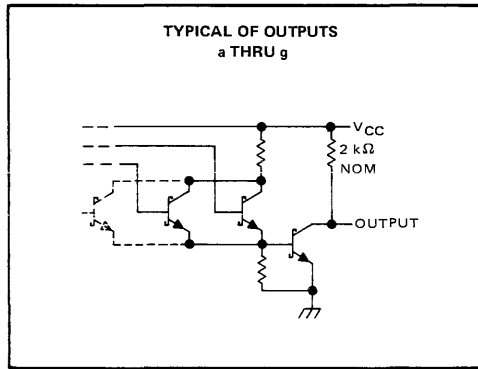 TYPICAL OF OUTPUTS
a THRU g
VCC
2 kΩ
NOM
OUTPUT